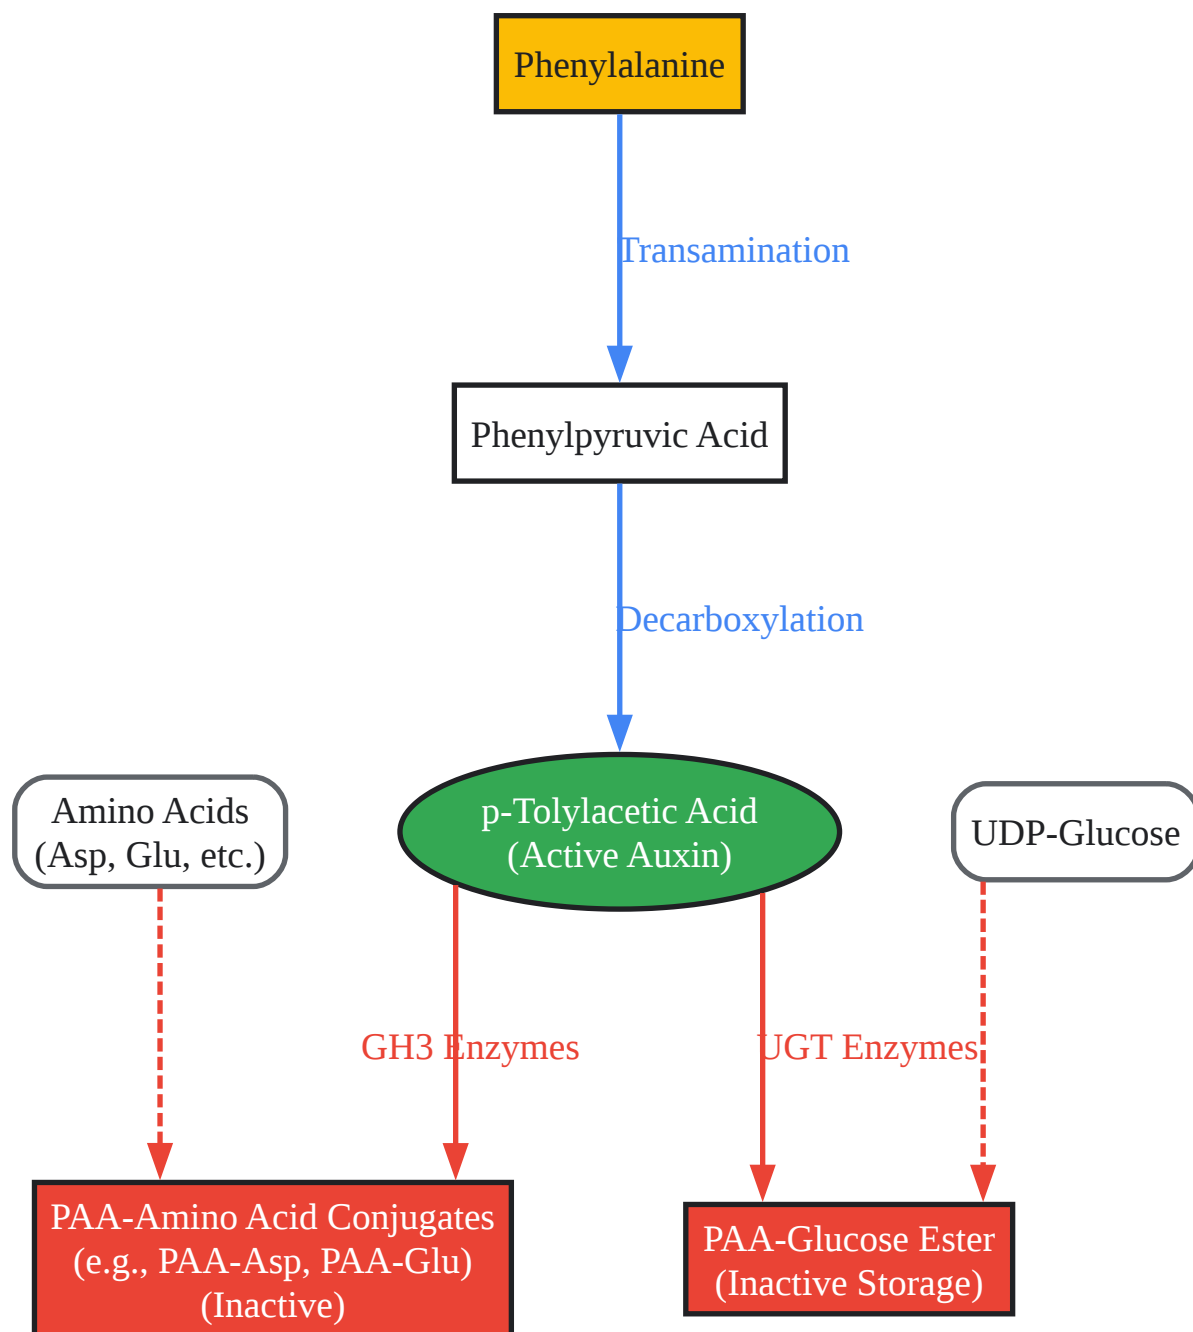 Phenylalanine
Transamination
Phenylpyruvic Acid
Decarboxylation
Amino Acids
(Asp, Glu, etc.)
p-Tolylacetic Acid
(Active Auxin)
UDP-Glucose
GH3 Enzymes
UGT Enzymes
PAA-Amino Acid Conjugates
(e.g., PAA-Asp, PAA-Glu)
(Inactive)
PAA-Glucose Ester
(Inactive Storage)